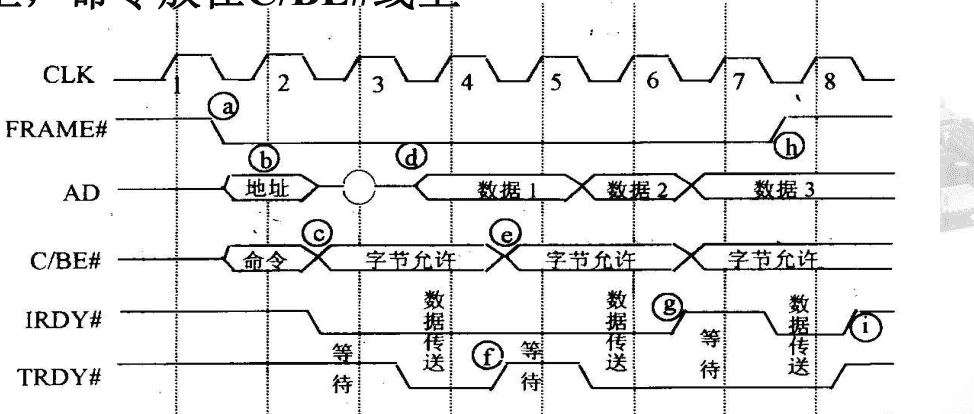 命令放在C/BE#线上
CLK 1 2 3 4 5 6 7 8
FRAME# a h
AD b 地址 d 数据1 数据2 数据3
C/BE# 命令 c 字节允许 e 字节允许 字节允许
IRDY# 数据传送 数据传送 g 数据传送 i
TRDY# 等待 f 等待 等待